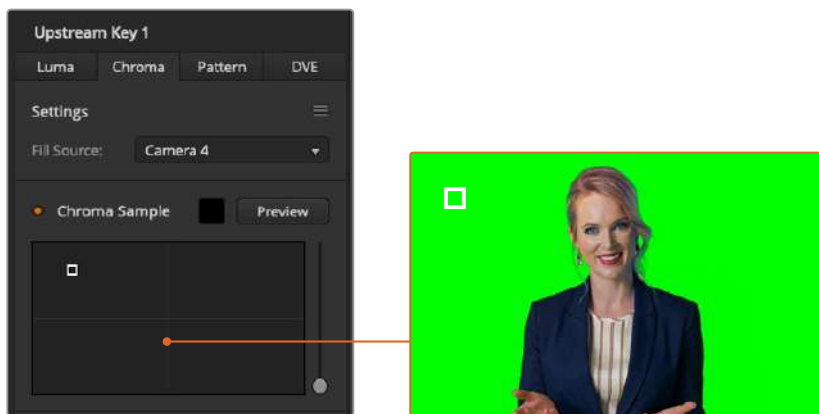 Upstream Key 1
Luma Chroma Pattern DVE
Settings
Fill Source: Camera 4
Chroma Sample Preview